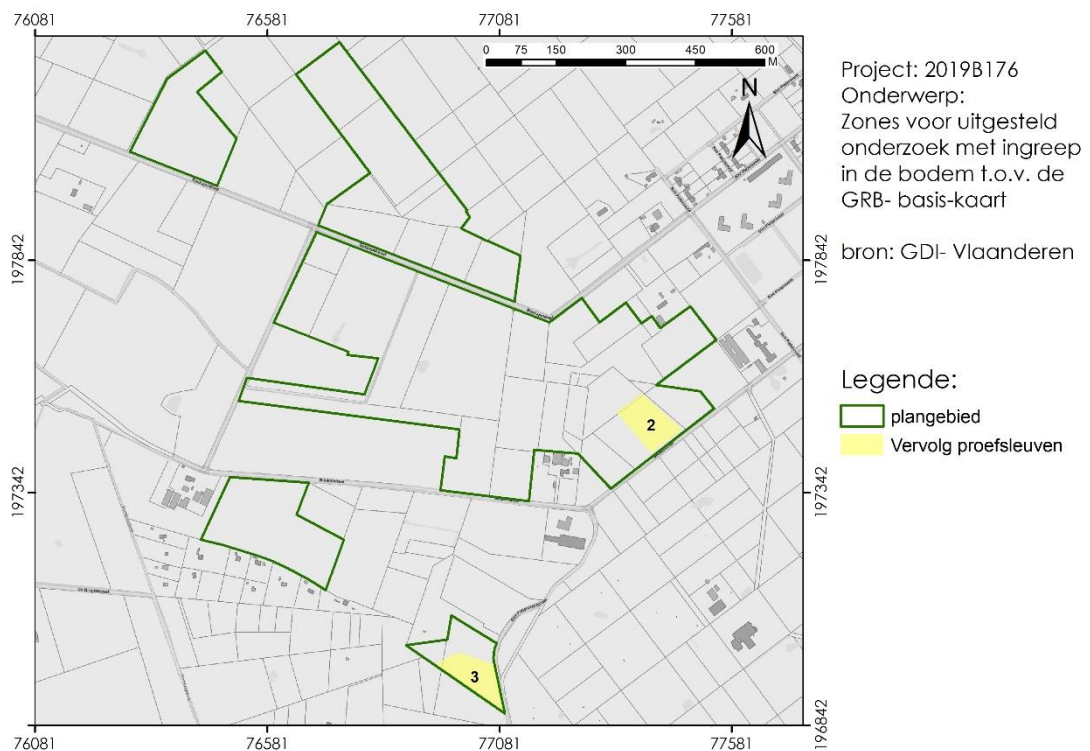 76081 76581 77081 77581
0 75 150 300 450 600
M
N
197842 197842
197342 197342
196842
2
3
76081 76581 77081 77581
Project: 2019B176
Onderwerp:
Zones voor uitgesteld
onderzoek met ingreep
in de bodem t.o.v. de
GRB- basis-kaart
bron: GDI- Vlaanderen
Legende:
plangebied
Vervolg proefsleuven